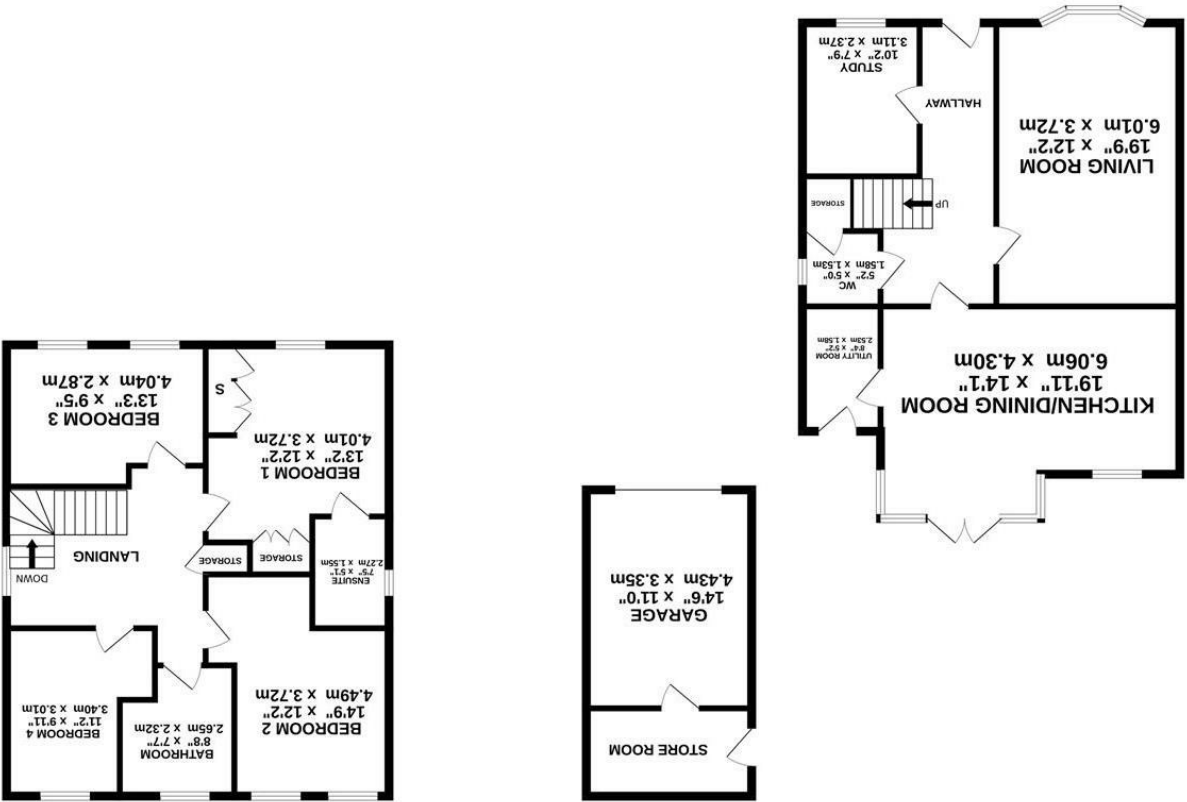 KITCHEN/DINING ROOM
19'11" x 14'1"
6.06m x 4.30m
UTILITY ROOM
8'4" x 5'2"
2.53m x 1.58m
WC
5'2" x 5'0"
1.58m x 1.53m
STORAGE
UP
LIVING ROOM
19'9" x 12'2"
6.01m x 3.72m
HALLWAY
STUDY
10'2" x 7'9"
3.11m x 2.37m
STORE ROOM
GARAGE
14'6" x 11'0"
4.43m x 3.35m
BEDROOM 2
14'9" x 12'2"
4.49m x 3.72m
BATHROOM
8'8" x 7'7"
2.65m x 2.32m
BEDROOM 4
11'2" x 9'11"
3.40m x 3.01m
ENSUITE
7'5" x 5'1"
2.27m x 1.55m
STORAGE
STORAGE
LANDING
DOWN
BEDROOM 1
13'2" x 12'2"
4.01m x 3.72m
S
BEDROOM 3
13'3" x 9'5"
4.04m x 2.87m